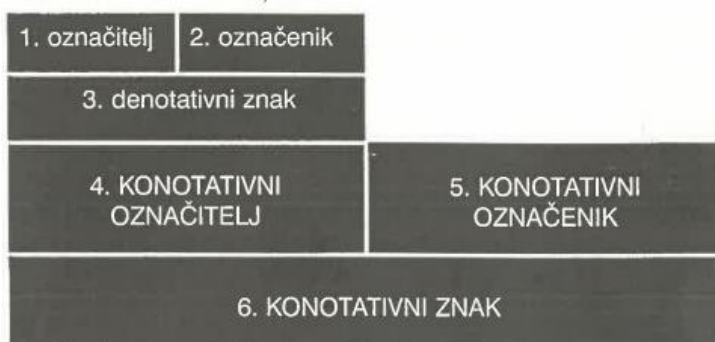 1. označitelj
2. označenik
3. denotativni znak
4. KONOTATIVNI
OZNAČITELJ
5. KONOTATIVNI
OZNAČENIK
6. KONOTATIVNI ZNAK